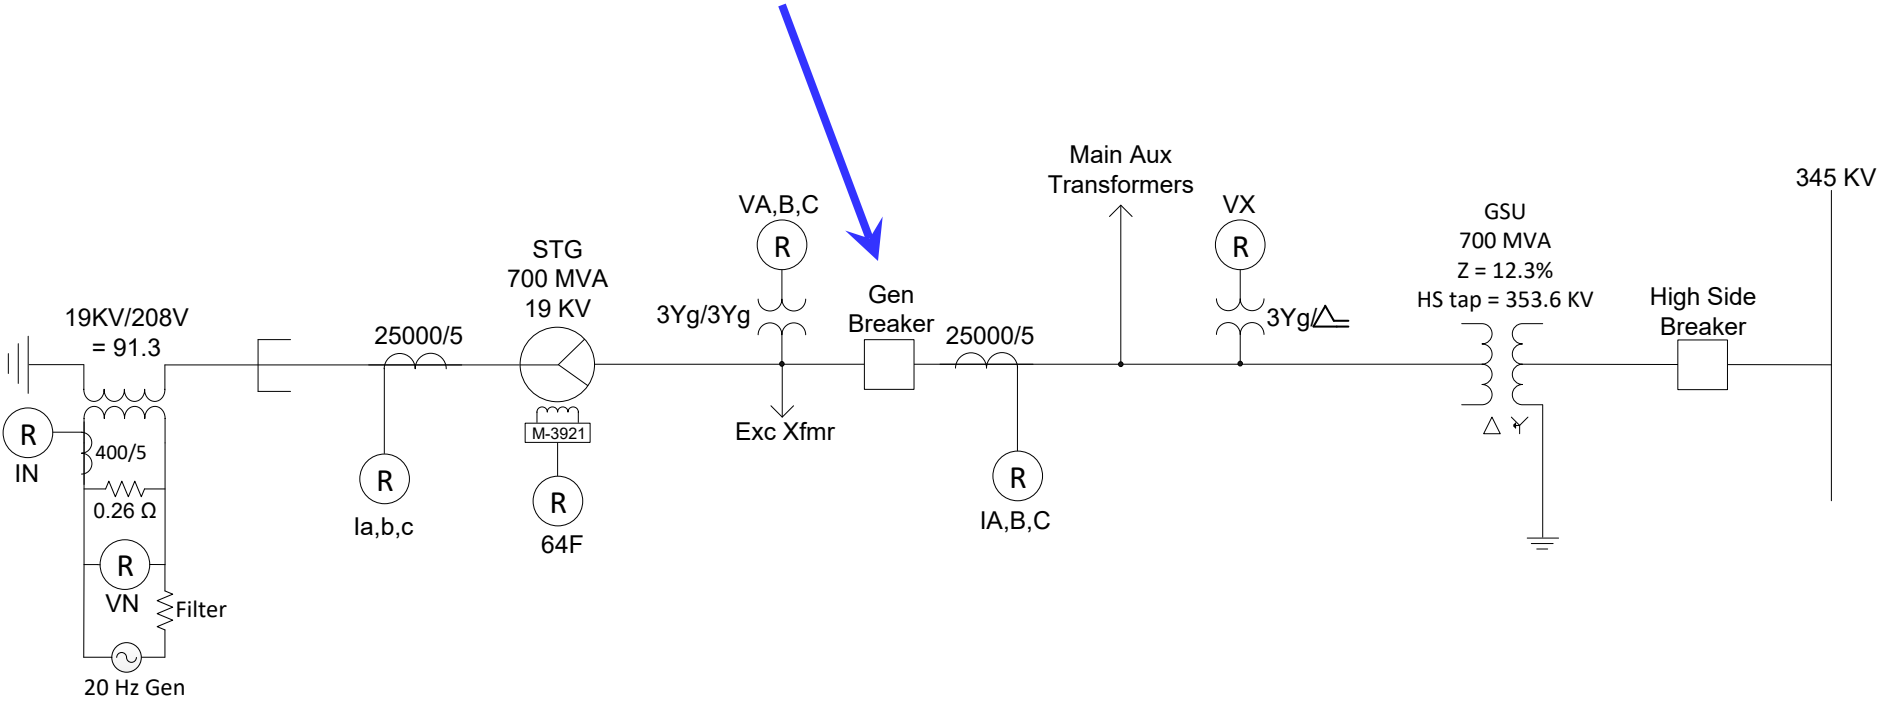 345 KV
Main Aux
Transformers
VA,B,C
R
VX
R
GSU
700 MVA
Z = 12.3%
HS tap = 353.6 KV
STG
700 MVA
19 KV
Gen
Breaker
High Side
Breaker
19KV/208V
= 91.3
3Yg/3Yg
3Yg/
25000/5
25000/5
R
IN
400/5
M-3921
Exc Xfmr
0.26 Ω
R
Ia,b,c
R
64F
R
IA,B,C
R
VN
Filter
20 Hz Gen